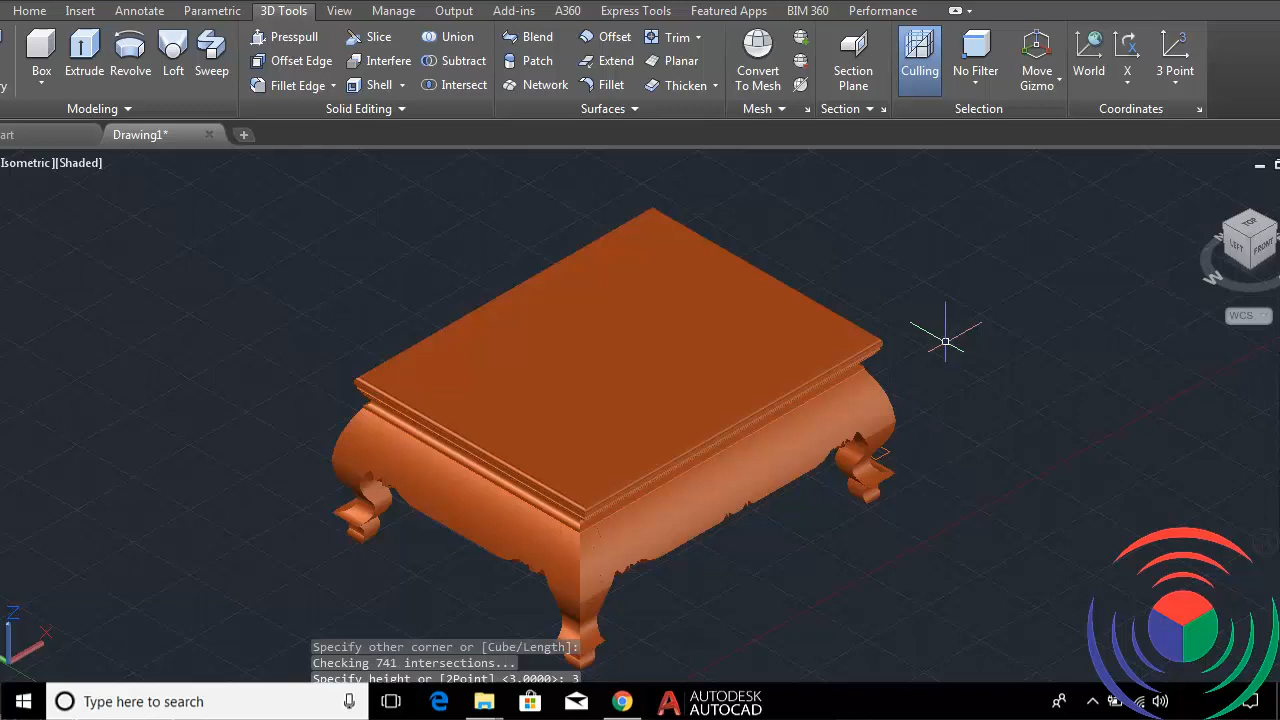 Home Insert Annotate Parametric 3D Tools View Manage Output Add-ins A360 Express Tools Featured Apps BIM 360 Performance
Presspull Slice Union Blend Offset Trim
Offset Edge Interfere Subtract Patch Extend Planar
Box Extrude Revolve Loft Sweep Convert To Mesh Section Plane Culling No Filter Move Gizmo World X 3 Point
Fillet Edge Shell Intersect Network Fillet Thicken
Modeling Solid Editing Surfaces Mesh Section Selection Coordinates
art Drawing1*
Isometric][Shaded]
N
TOP
LEFT FRONT
W
WCS
Z
X
Specify other corner or [Cube/Length]:
Checking 741 intersections...
Specify height or [2Point] <3.0000>: 3
Type here to search
AUTODESK
AUTOCAD